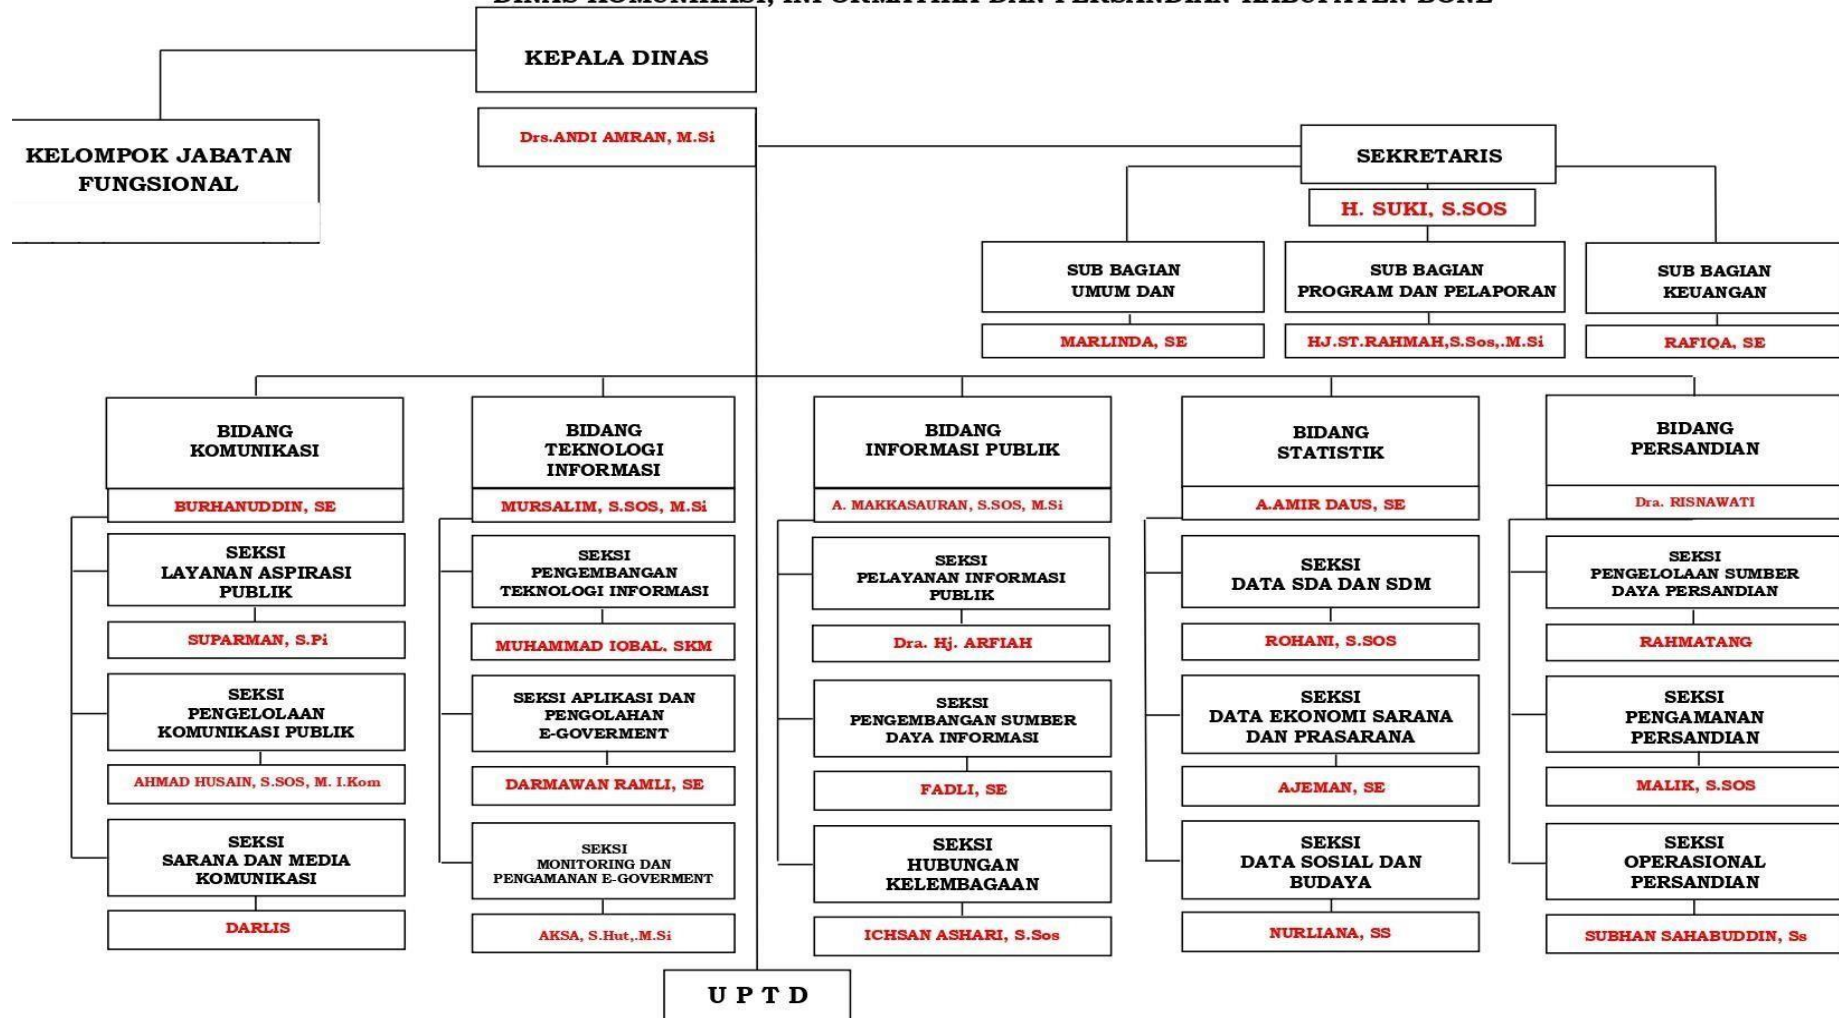 DINAS KOMUNIKASI, INFORMATIKA DAN PERSANDIAN KABUPATEN BONE
KEPALA DINAS
Drs.ANDI AMRAN, M.Si
KELOMPOK JABATAN
FUNGSIONAL
SEKRETARIS
H. SUKI, S.SOS
SUB BAGIAN
UMUM DAN
MARLINDA, SE
SUB BAGIAN
PROGRAM DAN PELAPORAN
HJ.ST.RAHMAH,S.Sos,.M.Si
SUB BAGIAN
KEUANGAN
RAFIQA, SE
BIDANG
KOMUNIKASI
BURHANUDDIN, SE
SEKSI
LAYANAN ASPIRASI
PUBLIK
SUPARMAN, S.Pi
SEKSI
PENGELOLAAN
KOMUNIKASI PUBLIK
AHMAD HUSAIN, S.SOS, M. I.Kom
SEKSI
SARANA DAN MEDIA
KOMUNIKASI
DARLIS
BIDANG
TEKNOLOGI
INFORMASI
MURSALIM, S.SOS, M.Si
SEKSI
PENGEMBANGAN
TEKNOLOGI INFORMASI
MUHAMMAD IQBAL. SKM
SEKSI APLIKASI DAN
PENGOLAHAN
E-GOVERMENT
DARMAWAN RAMLI, SE
SEKSI
MONITORING DAN
PENGAMANAN E-GOVERMENT
AKSA, S.Hut,.M.Si
BIDANG
INFORMASI PUBLIK
A. MAKKASAURAN, S.SOS, M.Si
SEKSI
PELAYANAN INFORMASI
PUBLIK
Dra. Hj. ARFIAH
SEKSI
PENGEMBANGAN SUMBER
DAYA INFORMASI
FADLI, SE
SEKSI
HUBUNGAN
KELEMBAGAAN
ICHSAN ASHARI, S.Sos
BIDANG
STATISTIK
A.AMIR DAUS, SE
SEKSI
DATA SDA DAN SDM
ROHANI, S.SOS
SEKSI
DATA EKONOMI SARANA
DAN PRASARANA
AJEMAN, SE
SEKSI
DATA SOSIAL DAN
BUDAYA
NURLIANA, SS
BIDANG
PERSANDIAN
Dra. RISNAWATI
SEKSI
PENGELOLAAN SUMBER
DAYA PERSANDIAN
RAHMATANG
SEKSI
PENGAMANAN
PERSANDIAN
MALIK, S.SOS
SEKSI
OPERASIONAL
PERSANDIAN
SUBHAN SAHABUDDIN, Ss
U P T D